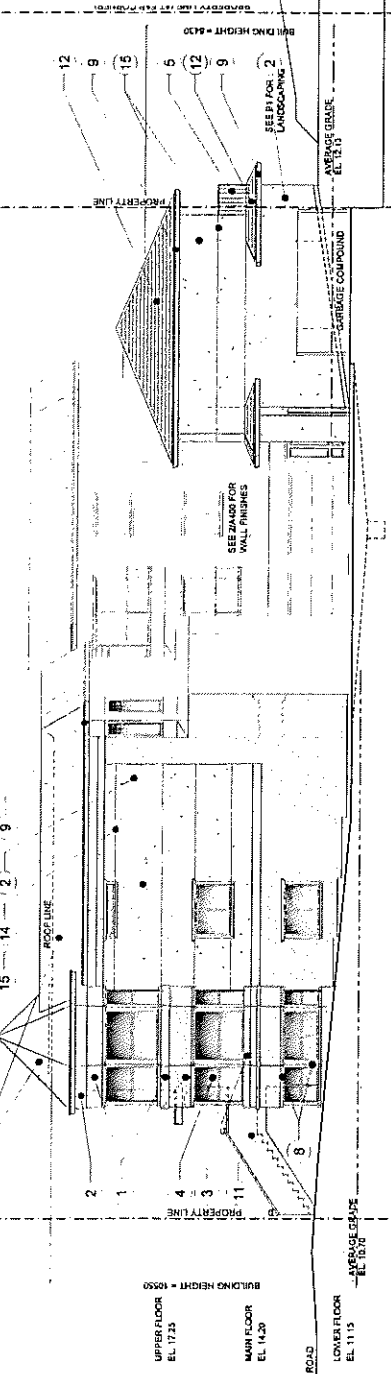 PROPERTY LINE
BUILDING HEIGHT = 8430
12
9
(15)
5
(12)
9
(2)
SEE P1 FOR
LANDSCAPING
AVERAGE GRADE
EL. 12.13
PROPERTY LINE
GARBAGE COMPOUND
SEE 2/A400 FOR
WALL FINISHES
15
14
2
9
ROOF LINE
2
1
4
3
11
(8)
PROPERTY LINE
BUILDING HEIGHT = 10550
AVERAGE GRADE
EL. 10.70
UPPER FLOOR
EL. 17.25
MAIN FLOOR
EL. 14.20
ROAD
LOWER FLOOR
EL. 11.15